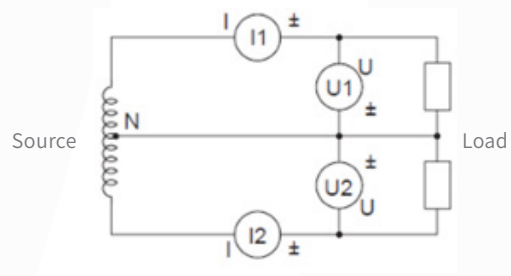 I I1 ±
U
U1
±
N
Source Load
±
U2
U
I I2 ±